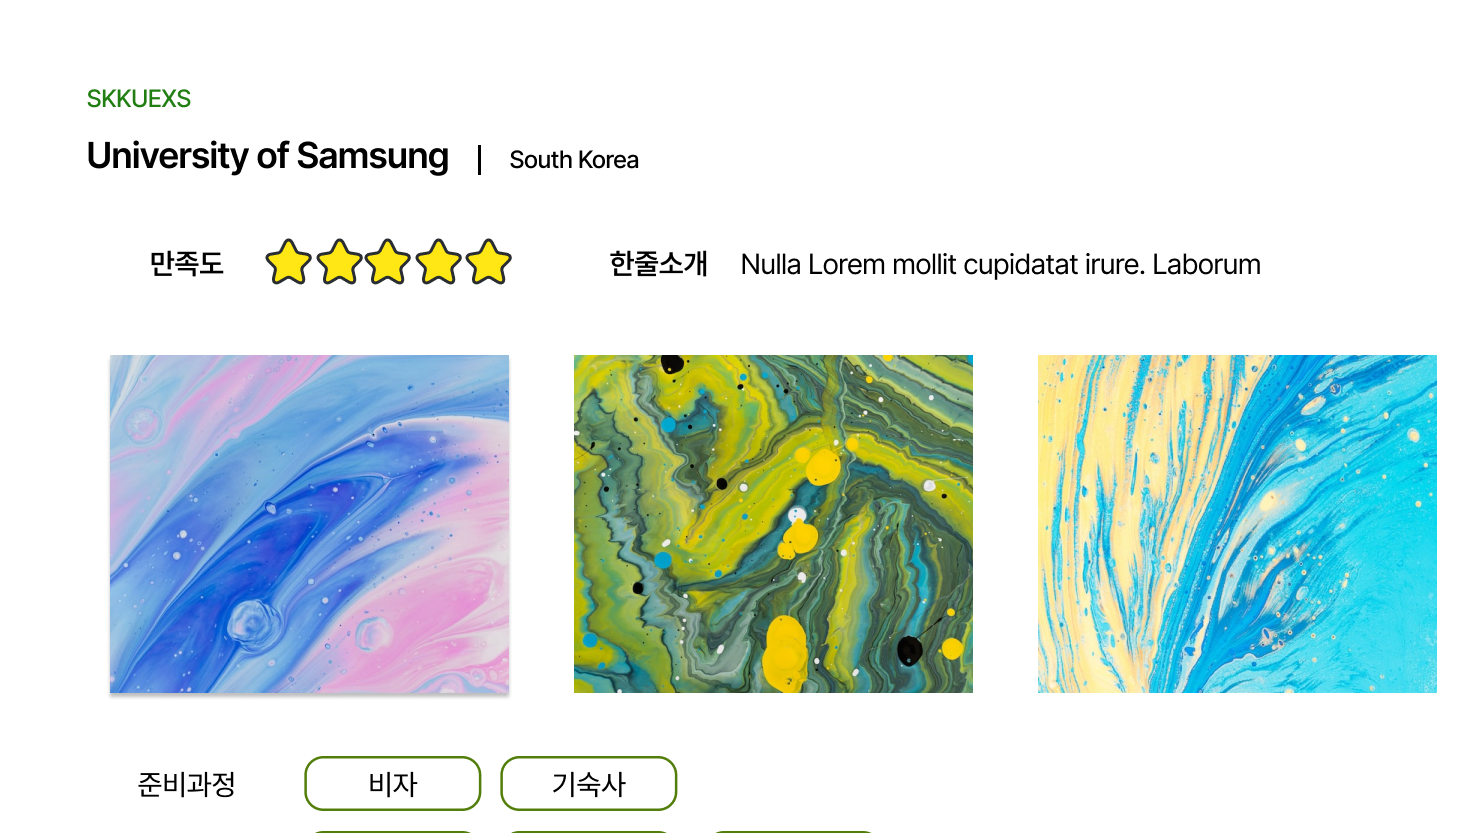 SKKUEXS
University of Samsung | South Korea
만족도 한줄소개 Nulla Lorem mollit cupidatat irure. Laborum
준비과정 비자 기숙사